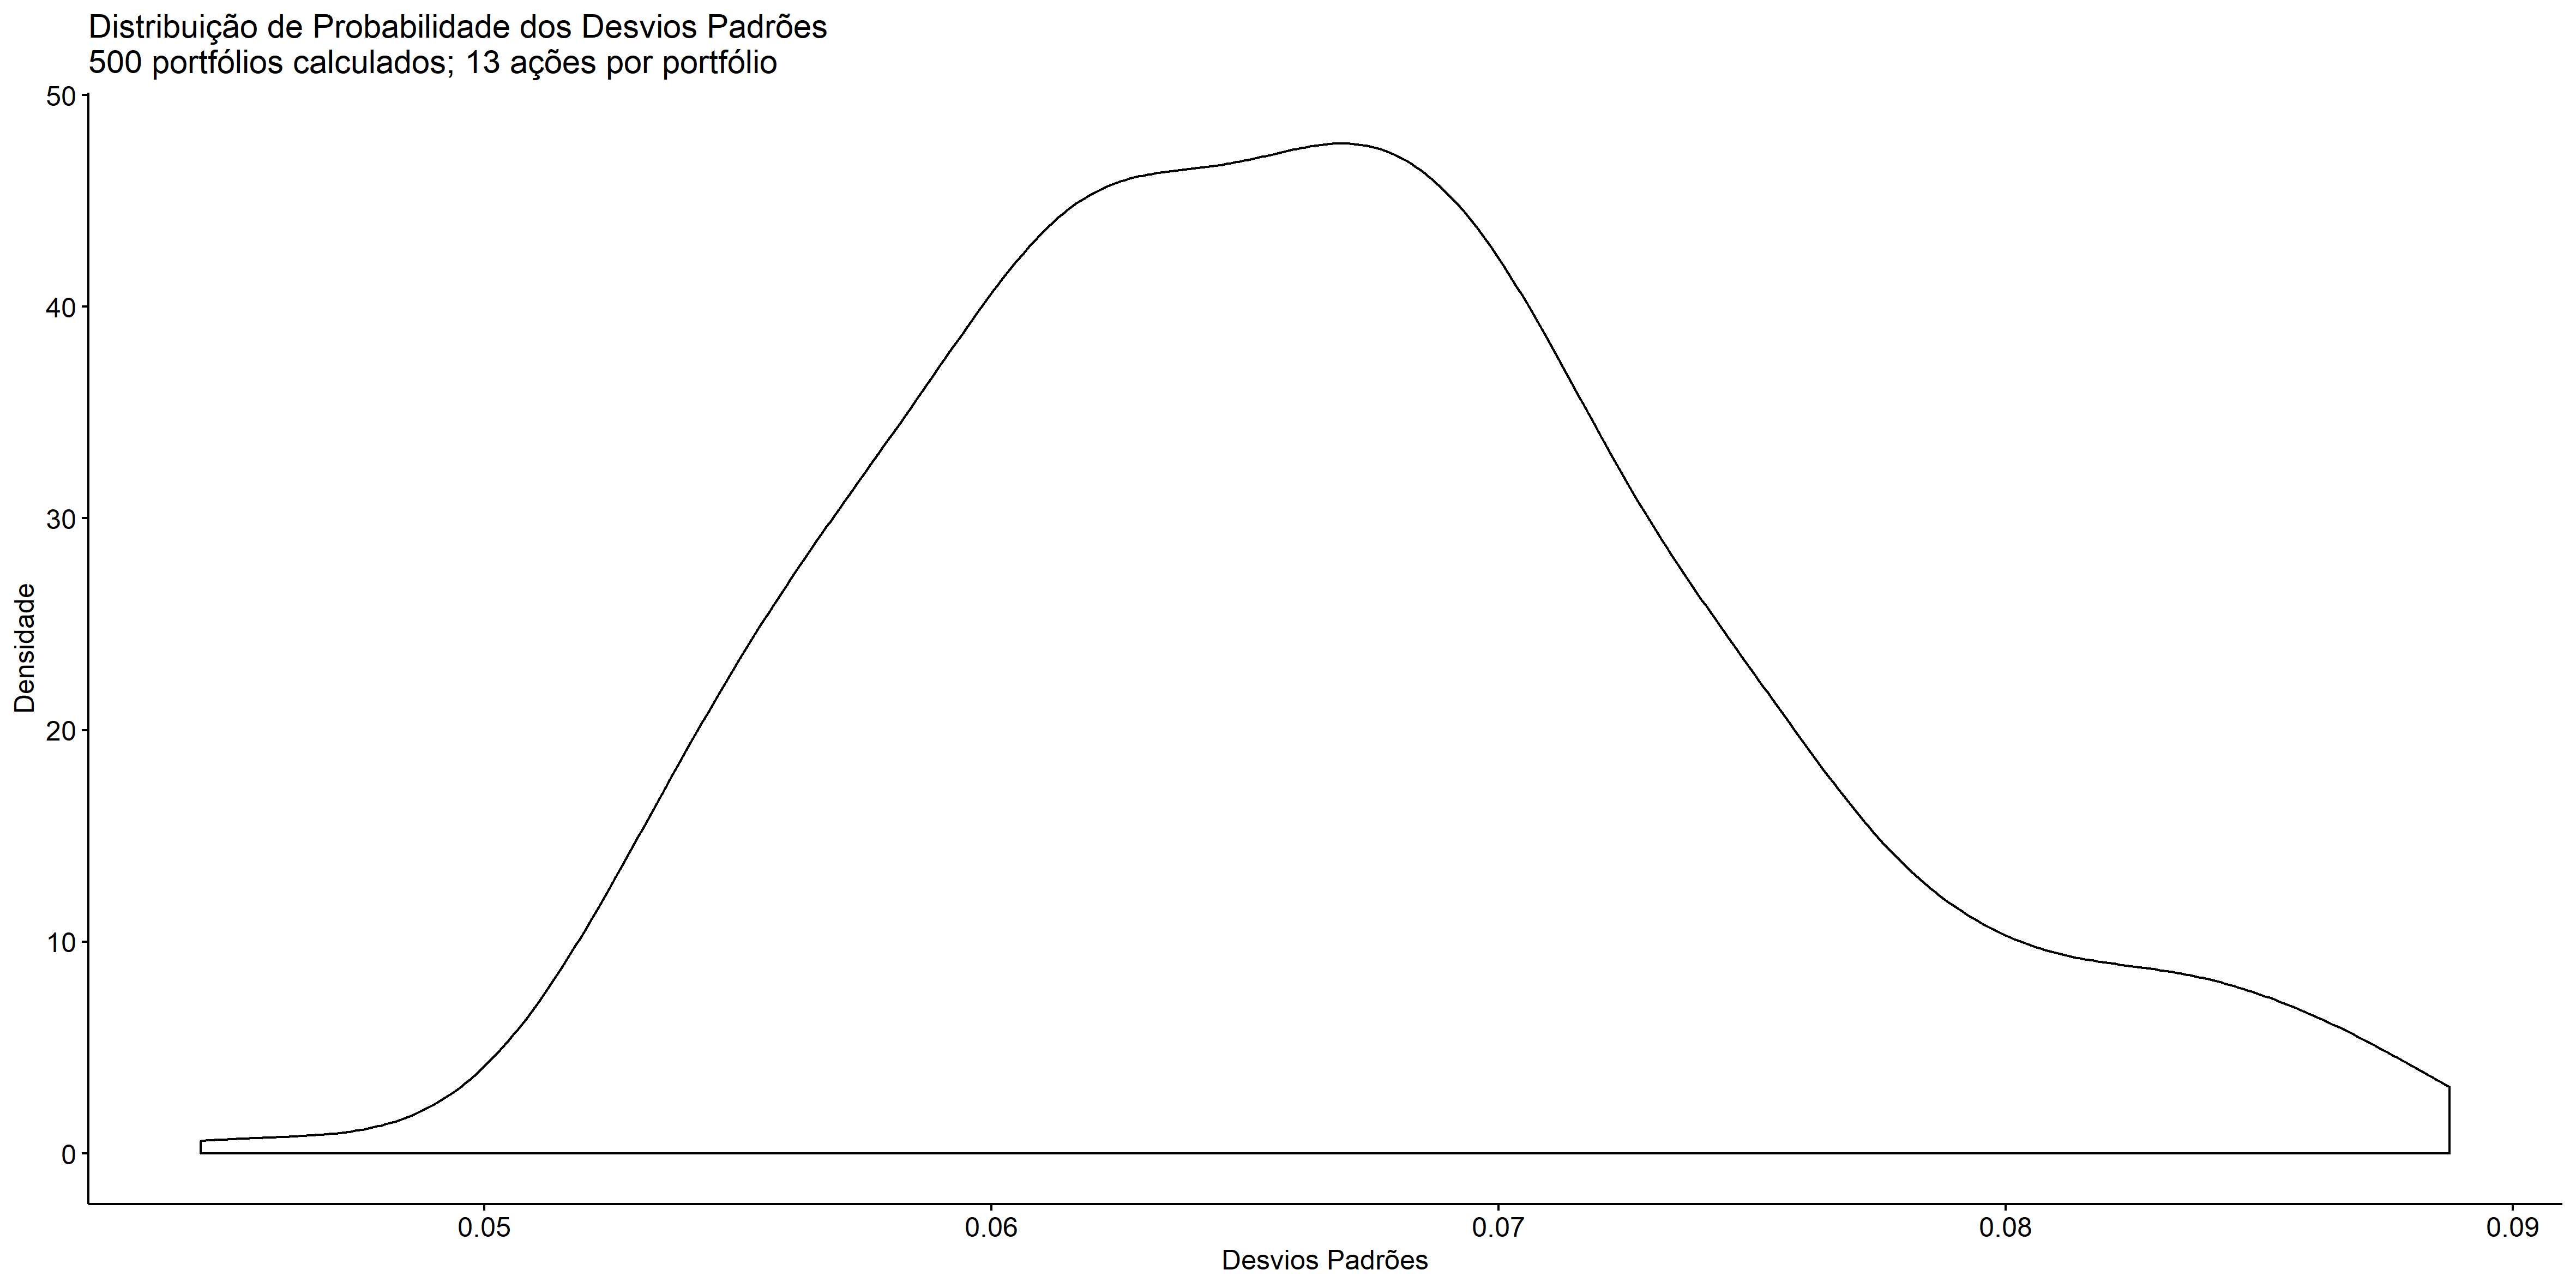 Distribuição de Probabilidade dos Desvios Padrões
500 portfólios calculados; 13 ações por portfólio
50
40
30
20
10
0
Densidade
0.05
0.06
0.07
0.08
0.09
Desvios Padrões